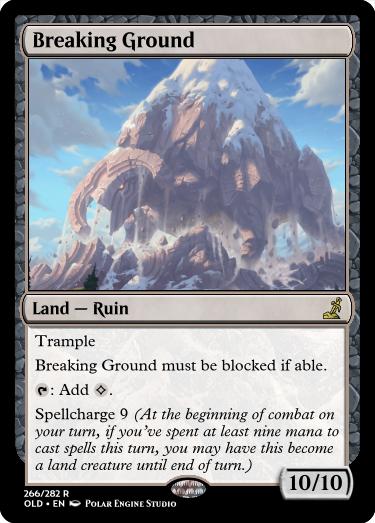 Breaking Ground
Land — Ruin
Trample
Breaking Ground must be blocked if able.
: Add .
Spellcharge 9 (At the beginning of combat on
your turn, if you've spent at least nine mana to
cast spells this turn, you may have this become
a land creature until end of turn.)
10/10
266/282 R
OLD • EN Polar Engine Studio